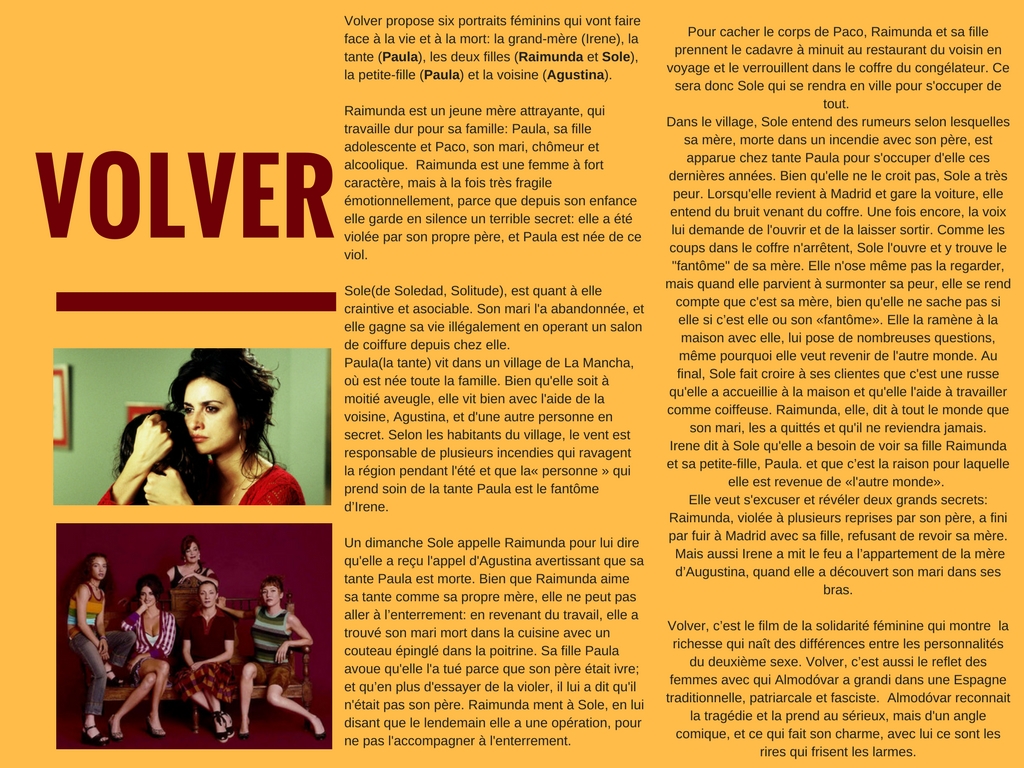 VOLVER
Volver propose six portraits féminins qui vont faire
face à la vie et à la mort: la grand-mère (Irene), la
tante (Paula), les deux filles (Raimunda et Sole),
la petite-fille (Paula) et la voisine (Agustina).
Raimunda est un jeune mère attrayante, qui
travaille dur pour sa famille: Paula, sa fille
adolescente et Paco, son mari, chômeur et
alcoolique.  Raimunda est une femme à fort
caractère, mais à la fois très fragile
émotionnellement, parce que depuis son enfance
elle garde en silence un terrible secret: elle a été
violée par son propre père, et Paula est née de ce
viol.
Sole(de Soledad, Solitude), est quant à elle
craintive et asociable. Son mari l'a abandonnée, et
elle gagne sa vie illégalement en operant un salon
de coiffure depuis chez elle.
Paula(la tante) vit dans un village de La Mancha,
où est née toute la famille. Bien qu'elle soit à
moitié aveugle, elle vit bien avec l'aide de la
voisine, Agustina, et d'une autre personne en
secret. Selon les habitants du village, le vent est
responsable de plusieurs incendies qui ravagent
la région pendant l'été et que la« personne » qui
prend soin de la tante Paula est le fantôme
d'Irene.
Un dimanche Sole appelle Raimunda pour lui dire
qu'elle a reçu l'appel d'Agustina avertissant que sa
tante Paula est morte. Bien que Raimunda aime
sa tante comme sa propre mère, elle ne peut pas
aller à l’enterrement: en revenant du travail, elle a
trouvé son mari mort dans la cuisine avec un
couteau épinglé dans la poitrine. Sa fille Paula
avoue qu'elle l'a tué parce que son père était ivre;
et qu’en plus d'essayer de la violer, il lui a dit qu'il
n'était pas son père. Raimunda ment à Sole, en lui
disant que le lendemain elle a une opération, pour
ne pas l'accompagner à l'enterrement.
Pour cacher le corps de Paco, Raimunda et sa fille
prennent le cadavre à minuit au restaurant du voisin en
voyage et le verrouillent dans le coffre du congélateur. Ce
sera donc Sole qui se rendra en ville pour s'occuper de
tout.
Dans le village, Sole entend des rumeurs selon lesquelles
sa mère, morte dans un incendie avec son père, est
apparue chez tante Paula pour s'occuper d'elle ces
dernières années. Bien qu'elle ne le croit pas, Sole a très
peur. Lorsqu'elle revient à Madrid et gare la voiture, elle
entend du bruit venant du coffre. Une fois encore, la voix
lui demande de l'ouvrir et de la laisser sortir. Comme les
coups dans le coffre n'arrêtent, Sole l'ouvre et y trouve le
"fantôme" de sa mère. Elle n'ose même pas la regarder,
mais quand elle parvient à surmonter sa peur, elle se rend
compte que c'est sa mère, bien qu'elle ne sache pas si
elle si c’est elle ou son «fantôme». Elle la ramène à la
maison avec elle, lui pose de nombreuses questions,
même pourquoi elle veut revenir de l'autre monde. Au
final, Sole fait croire à ses clientes que c'est une russe
qu'elle a accueillie à la maison et qu'elle l'aide à travailler
comme coiffeuse. Raimunda, elle, dit à tout le monde que
son mari, les a quittés et qu'il ne reviendra jamais.
Irene dit à Sole qu'elle a besoin de voir sa fille Raimunda
et sa petite-fille, Paula. et que c’est la raison pour laquelle
elle est revenue de «l'autre monde».
Elle veut s'excuser et révéler deux grands secrets:
Raimunda, violée à plusieurs reprises par son père, a fini
par fuir à Madrid avec sa fille, refusant de revoir sa mère.
Mais aussi Irene a mit le feu a l’appartement de la mère
d’Augustina, quand elle a découvert son mari dans ses
bras.
Volver, c’est le film de la solidarité féminine qui montre  la
richesse qui naît des différences entre les personnalités
du deuxième sexe. Volver, c’est aussi le reflet des
femmes avec qui Almodóvar a grandi dans une Espagne
traditionnelle, patriarcale et fasciste.  Almodóvar reconnait
la tragédie et la prend au sérieux, mais d'un angle
comique, et ce qui fait son charme, avec lui ce sont les
rires qui frisent les larmes.